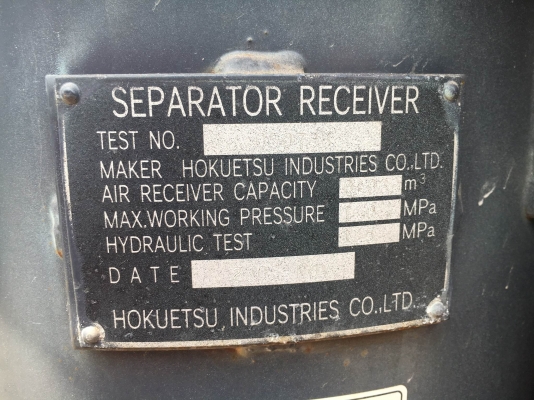 SEPARATOR RECEIVER
TEST NO.
MAKER HOKUETSU INDUSTRIES CO.,LTD.
AIR RECEIVER CAPACITY m³
MAX.WORKING PRESSURE MPa
HYDRAULIC TEST MPa
DATE
HOKUETSU INDUSTRIES CO.,LTD.